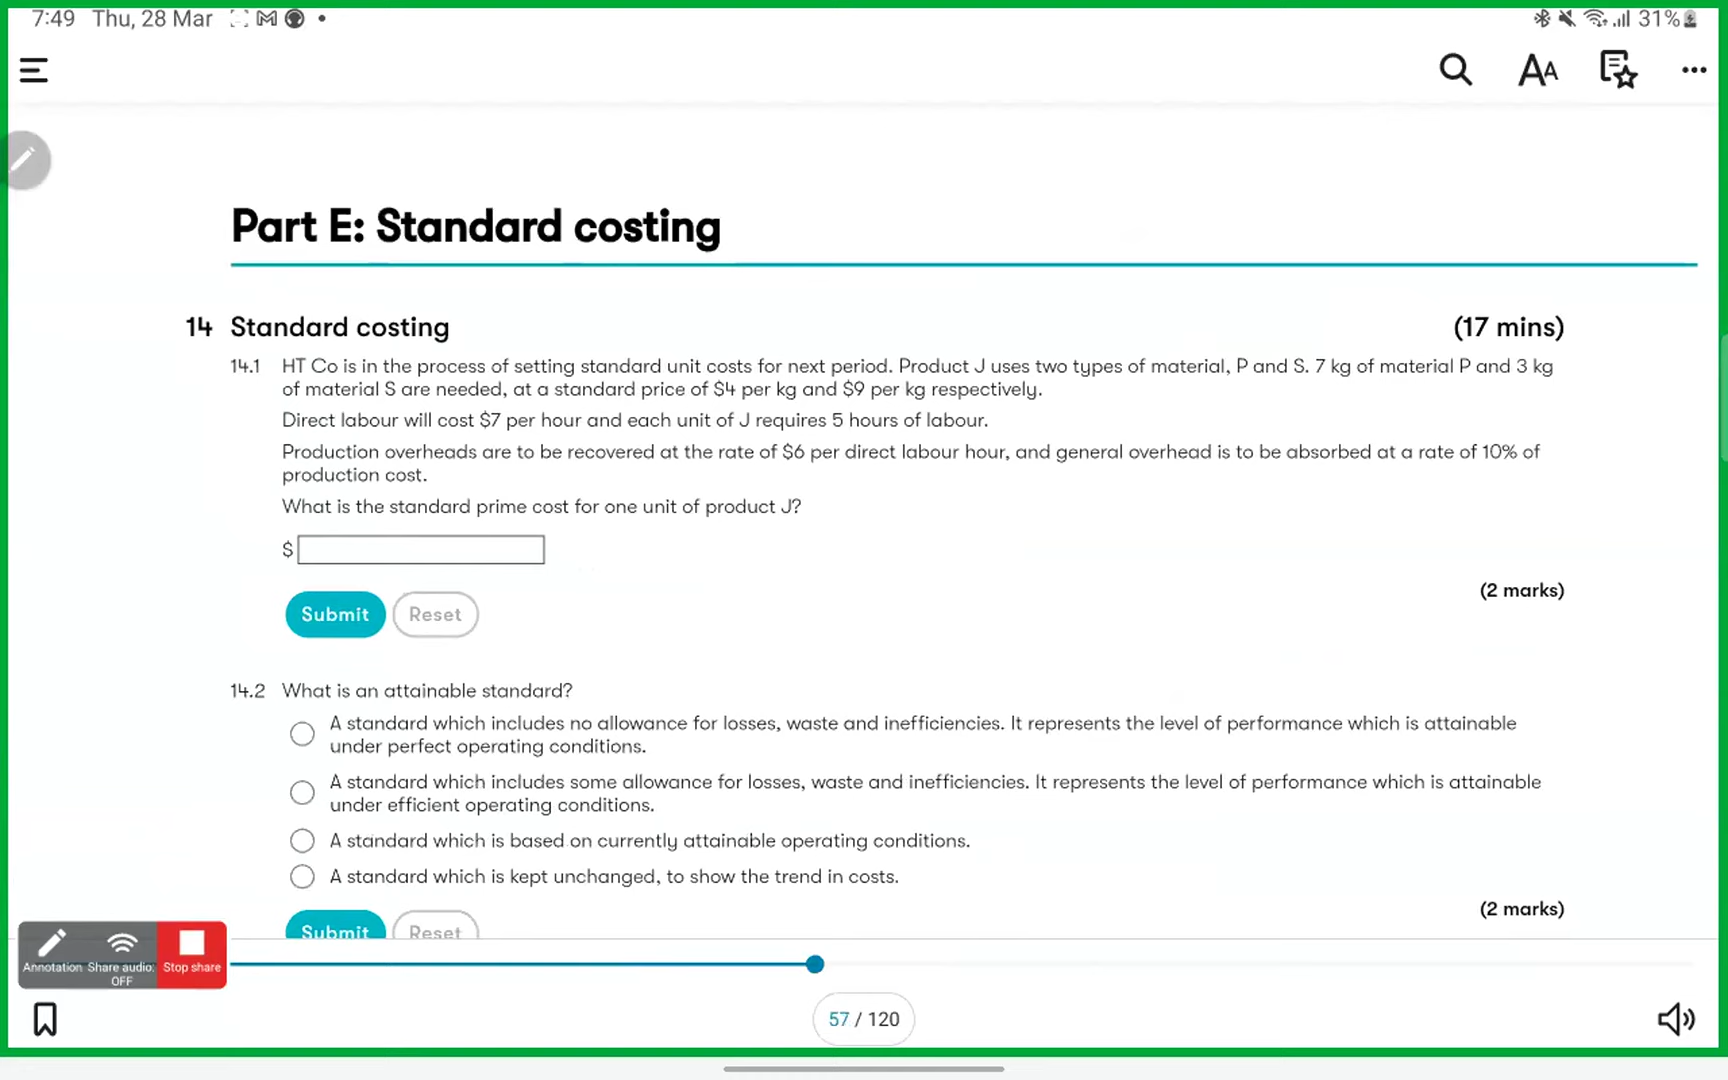 7:49 Thu, 28 Mar
31%
AA
Part E: Standard costing
14 Standard costing (17 mins)
14.1 HT Co is in the process of setting standard unit costs for next period. Product J uses two types of material, P and S. 7 kg of material P and 3 kg
of material S are needed, at a standard price of $4 per kg and $9 per kg respectively.
Direct labour will cost $7 per hour and each unit of J requires 5 hours of labour.
Production overheads are to be recovered at the rate of $6 per direct labour hour, and general overhead is to be absorbed at a rate of 10% of
production cost.
What is the standard prime cost for one unit of product J?
$
(2 marks)
Submit Reset
14.2 What is an attainable standard?
A standard which includes no allowance for losses, waste and inefficiencies. It represents the level of performance which is attainable
under perfect operating conditions.
A standard which includes some allowance for losses, waste and inefficiencies. It represents the level of performance which is attainable
under efficient operating conditions.
A standard which is based on currently attainable operating conditions.
A standard which is kept unchanged, to show the trend in costs.
(2 marks)
Submit Reset
Annotation Share audio: Stop share
OFF
57 / 120